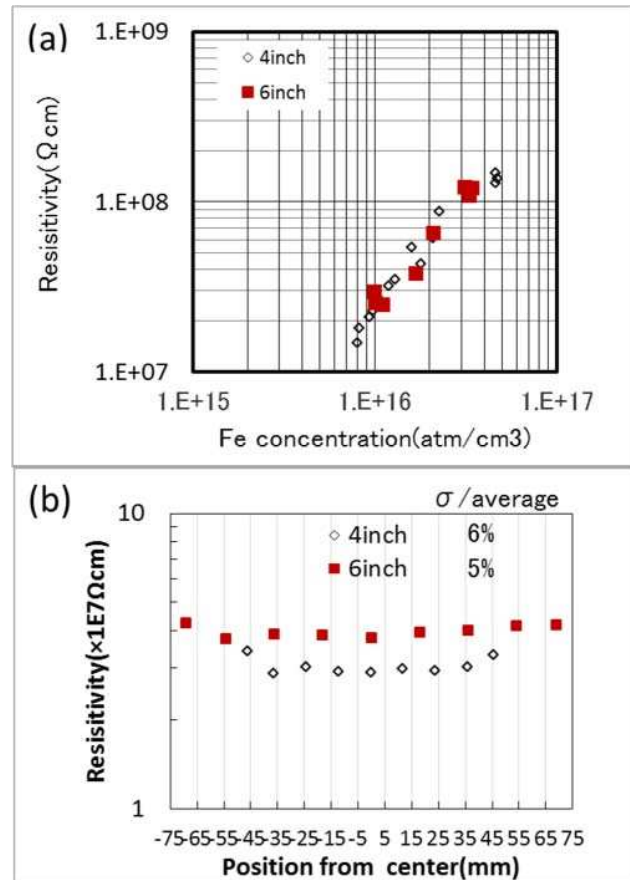 (a)
1.E+09
4inch
6inch
Resisitivity(Ωcm)
1.E+08
1.E+07
1.E+15 1.E+16 1.E+17
Fe concentration(atm/cm3)
(b)
σ/average
10
4inch 6%
6inch 5%
Resisitivity(×1E7Ωcm)
1
-75-65-55-45-35-25-15-5 5 15 25 35 45 55 65 75
Position from center(mm)